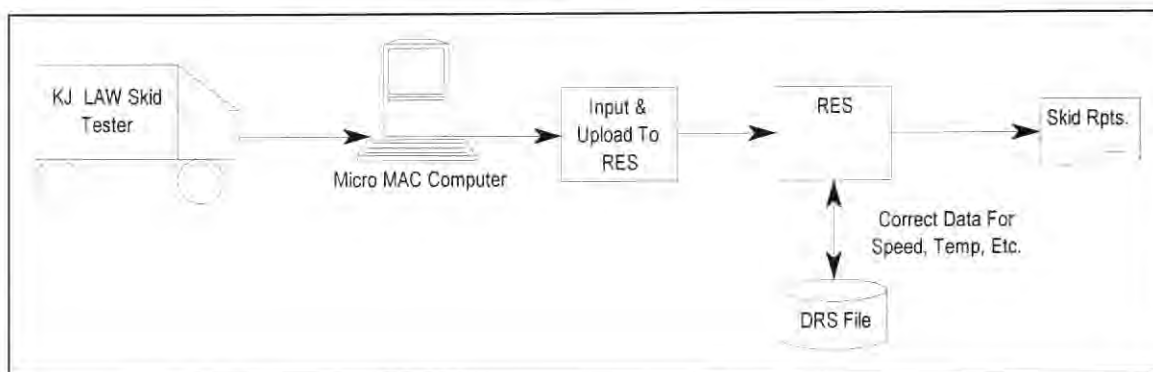 KJ LAW Skid
Tester
Micro MAC Computer
Input &
Upload To
RES
RES
Skid Rpts.
Correct Data For
Speed, Temp, Etc.
DRS File